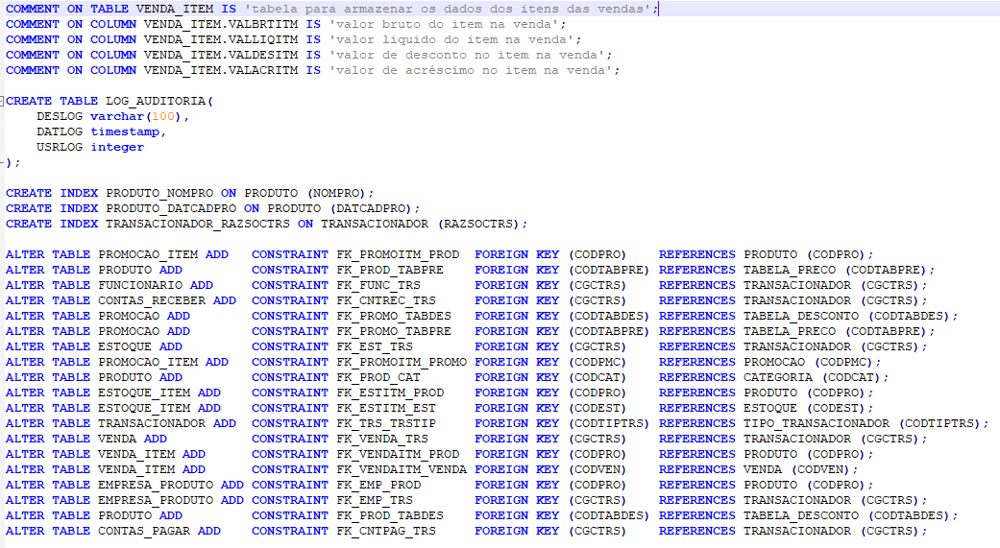 COMMENT ON TABLE VENDA_ITEM IS 'tabela para armazenar os dados dos itens das vendas';
COMMENT ON COLUMN VENDA_ITEM.VALBRTITM IS 'valor bruto do item na venda';
COMMENT ON COLUMN VENDA_ITEM.VALLIQITM IS 'valor liquido do item na venda';
COMMENT ON COLUMN VENDA_ITEM.VALDESITM IS 'valor de desconto no item na venda';
COMMENT ON COLUMN VENDA_ITEM.VALACRITM IS 'valor de acréscimo no item na venda';
CREATE TABLE LOG_AUDITORIA(
DESLOG varchar(100),
DATLOG timestamp,
USRLOG integer
);
CREATE INDEX PRODUTO_NOMPRO ON PRODUTO (NOMPRO);
CREATE INDEX PRODUTO_DATCADPRO ON PRODUTO (DATCADPRO);
CREATE INDEX TRANSACIONADOR_RAZSOCTRS ON TRANSACIONADOR (RAZSOCTRS);
ALTER TABLE PROMOCAO_ITEM ADD CONSTRAINT FK_PROMOITM_PROD FOREIGN KEY (CODPRO) REFERENCES PRODUTO (CODPRO);
ALTER TABLE PRODUTO ADD CONSTRAINT FK_PROD_TABPRE FOREIGN KEY (CODTABPRE) REFERENCES TABELA_PRECO (CODTABPRE);
ALTER TABLE FUNCIONARIO ADD CONSTRAINT FK_FUNC_TRS FOREIGN KEY (CGCTRS) REFERENCES TRANSACIONADOR (CGCTRS);
ALTER TABLE CONTAS_RECEBER ADD CONSTRAINT FK_CNTREC_TRS FOREIGN KEY (CGCTRS) REFERENCES TRANSACIONADOR (CGCTRS);
ALTER TABLE PROMOCAO ADD CONSTRAINT FK_PROMO_TABDES FOREIGN KEY (CODTABDES) REFERENCES TABELA_DESCONTO (CODTABDES);
ALTER TABLE PROMOCAO ADD CONSTRAINT FK_PROMO_TABPRE FOREIGN KEY (CODTABPRE) REFERENCES TABELA_PRECO (CODTABPRE);
ALTER TABLE ESTOQUE ADD CONSTRAINT FK_EST_TRS FOREIGN KEY (CGCTRS) REFERENCES TRANSACIONADOR (CGCTRS);
ALTER TABLE PROMOCAO_ITEM ADD CONSTRAINT FK_PROMOITM_PROMO FOREIGN KEY (CODPMC) REFERENCES PROMOCAO (CODPMC);
ALTER TABLE PRODUTO ADD CONSTRAINT FK_PROD_CAT FOREIGN KEY (CODCAT) REFERENCES CATEGORIA (CODCAT);
ALTER TABLE ESTOQUE_ITEM ADD CONSTRAINT FK_ESTITM_PROD FOREIGN KEY (CODPRO) REFERENCES PRODUTO (CODPRO);
ALTER TABLE ESTOQUE_ITEM ADD CONSTRAINT FK_ESTITM_EST FOREIGN KEY (CODEST) REFERENCES ESTOQUE (CODEST);
ALTER TABLE TRANSACIONADOR ADD CONSTRAINT FK_TRS_TRSTIP FOREIGN KEY (CODTIPTRS) REFERENCES TIPO_TRANSACIONADOR (CODTIPTRS);
ALTER TABLE VENDA ADD CONSTRAINT FK_VENDA_TRS FOREIGN KEY (CGCTRS) REFERENCES TRANSACIONADOR (CGCTRS);
ALTER TABLE VENDA_ITEM ADD CONSTRAINT FK_VENDAITM_PROD FOREIGN KEY (CODPRO) REFERENCES PRODUTO (CODPRO);
ALTER TABLE VENDA_ITEM ADD CONSTRAINT FK_VENDAITM_VENDA FOREIGN KEY (CODVEN) REFERENCES VENDA (CODVEN);
ALTER TABLE EMPRESA_PRODUTO ADD CONSTRAINT FK_EMP_PROD FOREIGN KEY (CODPRO) REFERENCES PRODUTO (CODPRO);
ALTER TABLE EMPRESA_PRODUTO ADD CONSTRAINT FK_EMP_TRS FOREIGN KEY (CGCTRS) REFERENCES TRANSACIONADOR (CGCTRS);
ALTER TABLE PRODUTO ADD CONSTRAINT FK_PROD_TABDES FOREIGN KEY (CODTABDES) REFERENCES TABELA_DESCONTO (CODTABDES);
ALTER TABLE CONTAS_PAGAR ADD CONSTRAINT FK_CNTPAG_TRS FOREIGN KEY (CGCTRS) REFERENCES TRANSACIONADOR (CGCTRS);